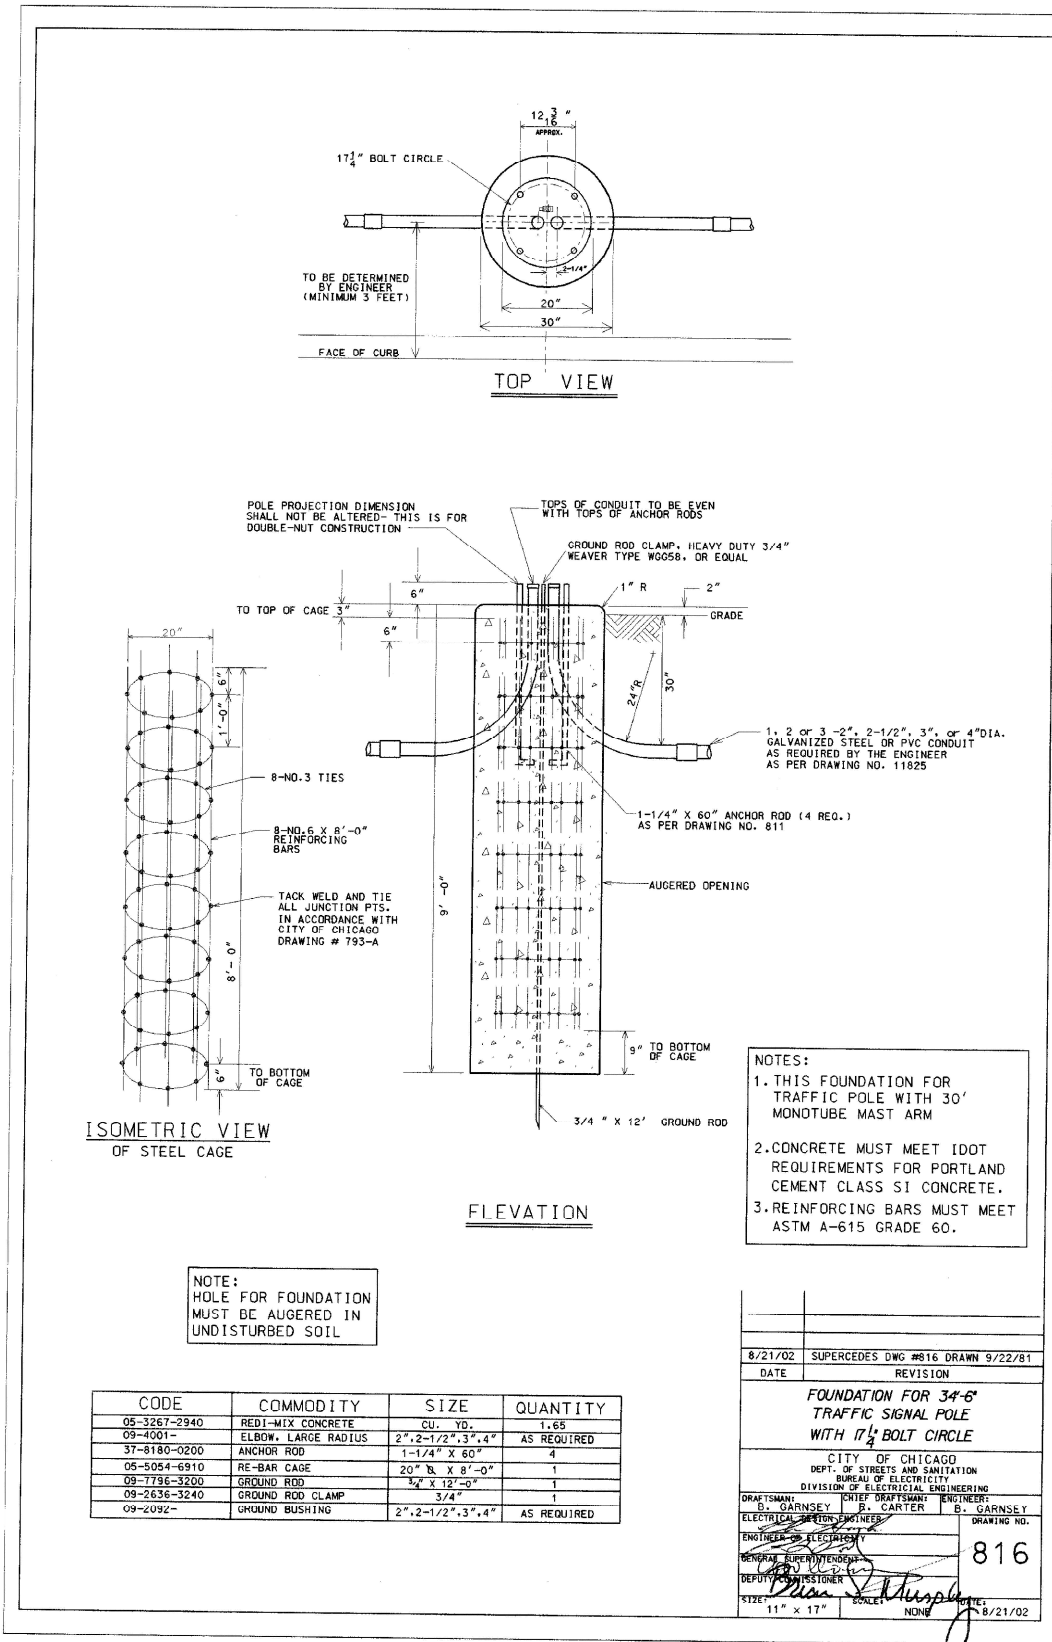 12 3/16 "
APPROX.
17 1/4" BOLT CIRCLE
TO BE DETERMINED
BY ENGINEER
(MINIMUM 3 FEET)
2-1/4"
20"
30"
FACE OF CURB
TOP VIEW
POLE PROJECTION DIMENSION
SHALL NOT BE ALTERED- THIS IS FOR
DOUBLE-NUT CONSTRUCTION
TOPS OF CONDUIT TO BE EVEN
WITH TOPS OF ANCHOR RODS
GROUND ROD CLAMP, HEAVY DUTY 3/4"
WEAVER TYPE WGG58, OR EQUAL
6"
1" R
2"
TO TOP OF CAGE 3"
GRADE
6"
20"
6"
1'-0"
24"R
30"
1, 2 or 3 -2", 2-1/2", 3", or 4"DIA.
GALVANIZED STEEL OR PVC CONDUIT
AS REQUIRED BY THE ENGINEER
AS PER DRAWING NO. 11825
8-NO.3 TIES
1-1/4" X 60" ANCHOR ROD (4 REQ.)
AS PER DRAWING NO. 811
8-NO.6 X 8'-0"
REINFORCING
BARS
AUGERED OPENING
TACK WELD AND TIE
ALL JUNCTION PTS.
IN ACCORDANCE WITH
CITY OF CHICAGO
DRAWING # 793-A
9' -0"
8'- 0"
6"
TO BOTTOM
OF CAGE
9" TO BOTTOM
OF CAGE
3/4 " X 12' GROUND ROD
ISOMETRIC VIEW
OF STEEL CAGE
FLEVATION
NOTES:
1. THIS FOUNDATION FOR
TRAFFIC POLE WITH 30'
MONOTUBE MAST ARM
2.CONCRETE MUST MEET IDOT
REQUIREMENTS FOR PORTLAND
CEMENT CLASS SI CONCRETE.
3.REINFORCING BARS MUST MEET
ASTM A-615 GRADE 60.
NOTE:
HOLE FOR FOUNDATION
MUST BE AUGERED IN
UNDISTURBED SOIL
CODE COMMODITY SIZE QUANTITY
05-3267-2940 REDI-MIX CONCRETE CU. YD. 1.65
09-4001- ELBOW, LARGE RADIUS 2",2-1/2",3",4" AS REQUIRED
37-8180-0200 ANCHOR ROD 1-1/4" X 60" 4
05-5054-6910 RE-BAR CAGE 20" X 8'-0" 1
09-7796-3200 GROUND ROD 3/4" X 12'-0" 1
09-2636-3240 GROUND ROD CLAMP 3/4" 1
09-2092- GROUND BUSHING 2",2-1/2",3",4" AS REQUIRED
8/21/02 SUPERCEDES DWG #816 DRAWN 9/22/81
DATE REVISION
FOUNDATION FOR 34'-6"
TRAFFIC SIGNAL POLE
WITH 17 1/4" BOLT CIRCLE
CITY OF CHICAGO
DEPT. OF STREETS AND SANITATION
BUREAU OF ELECTRICITY
DIVISION OF ELECTRICIAL ENGINEERING
DRAFTSMAN: CHIEF DRAFTSMAN: ENGINEER:
B. GARNSEY B. CARTER B. GARNSEY
ELECTRICAL DESIGN ENGINEER
DRAWING NO.
ENGINEER OF ELECTRICITY
816
GENERAL SUPERINTENDENT
DEPUTY COMMISSIONER
Brian Murphy
SIZE: SCALE: DATE:
11" x 17" NONE 8/21/02